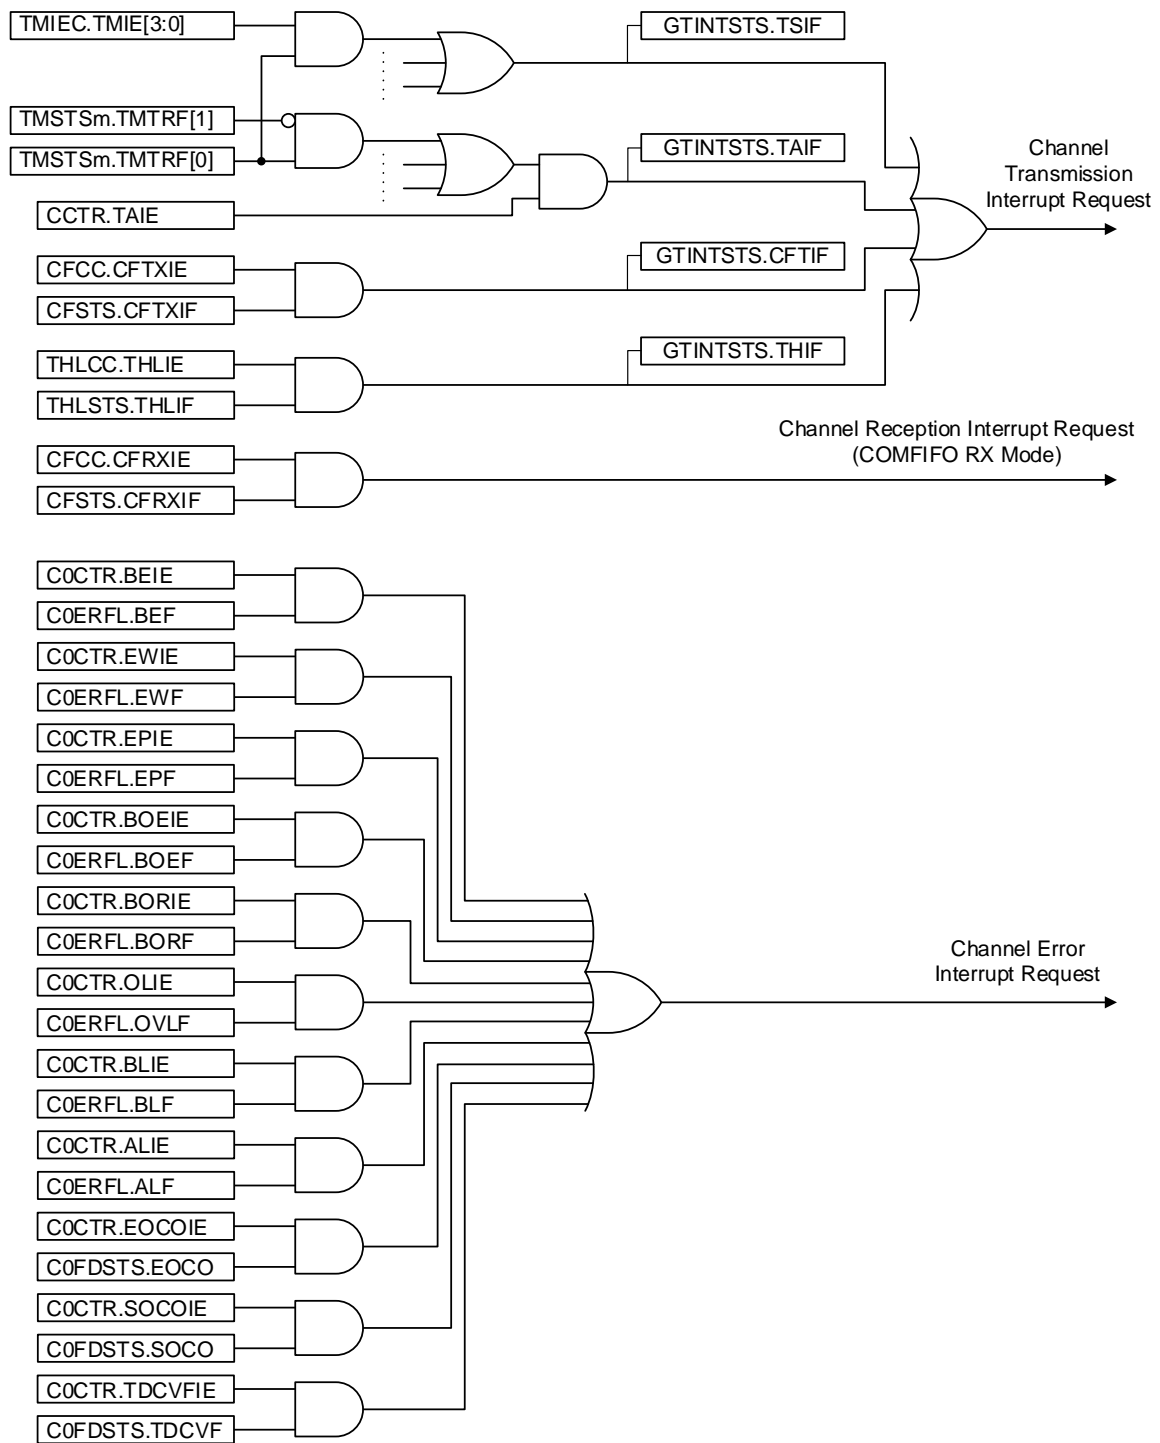 TMIEC.TMIE[3:0]
GTINTSTS.TSIF
TMSTSm.TMTRF[1]
TMSTSm.TMTRF[0]
GTINTSTS.TAIF
Channel
Transmission
Interrupt Request
CCTR.TAIE
CFCC.CFTXIE
GTINTSTS.CFTIF
CFSTS.CFTXIF
THLCC.THLIE
GTINTSTS.THIF
THLSTS.THLIF
Channel Reception Interrupt Request
(COMFIFO RX Mode)
CFCC.CFRXIE
CFSTS.CFRXIF
C0CTR.BEIE
C0ERFL.BEF
C0CTR.EWIE
C0ERFL.EWF
C0CTR.EPIE
C0ERFL.EPF
C0CTR.BOEIE
C0ERFL.BOEF
C0CTR.BORIE
C0ERFL.BORF
Channel Error
Interrupt Request
C0CTR.OLIE
C0ERFL.OVLF
C0CTR.BLIE
C0ERFL.BLF
C0CTR.ALIE
C0ERFL.ALF
C0CTR.EOCOIE
C0FDSTS.EOCO
C0CTR.SOCOIE
C0FDSTS.SOCO
C0CTR.TDCVFIE
C0FDSTS.TDCVF